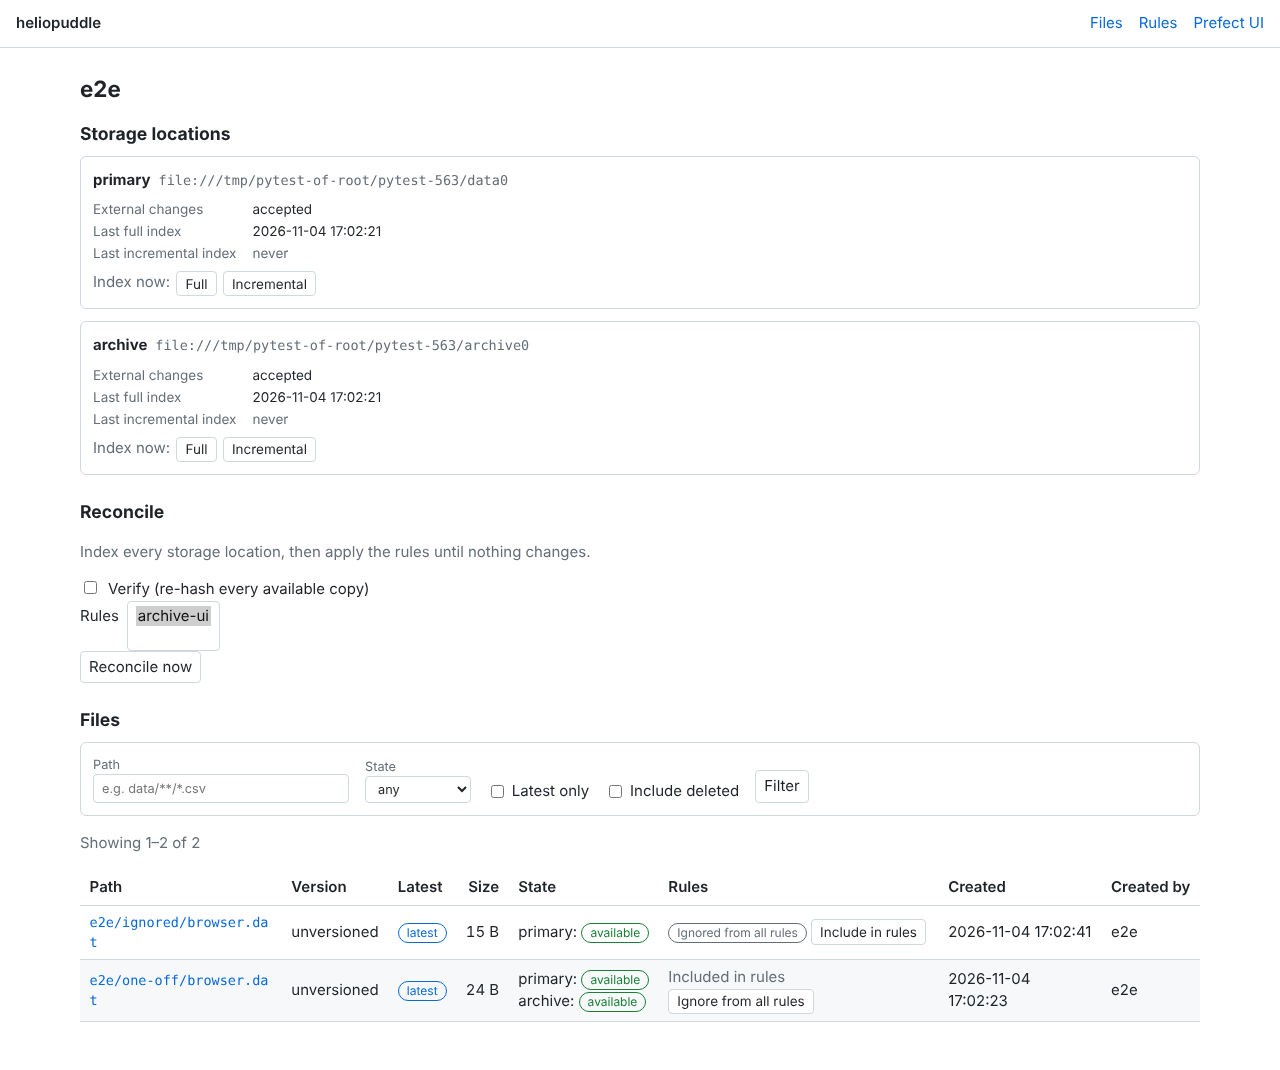 heliopuddle
Files Rules Prefect UI
e2e
Storage locations
primary file:///tmp/pytest-of-root/pytest-563/data0
External changes accepted
Last full index 2026-11-04 17:02:21
Last incremental index never
Index now: Full Incremental
archive file:///tmp/pytest-of-root/pytest-563/archive0
External changes accepted
Last full index 2026-11-04 17:02:21
Last incremental index never
Index now: Full Incremental
Reconcile
Index every storage location, then apply the rules until nothing changes.
Verify (re-hash every available copy)
Rules archive-ui
Reconcile now
Files
Path State
e.g. data/**/*.csv any Latest only Include deleted Filter
Showing 1–2 of 2
Path Version Latest Size State Rules Created Created by
e2e/ignored/browser.da
t
unversioned latest 15 B primary: available Ignored from all rules Include in rules 2026-11-04 17:02:41 e2e
e2e/one-off/browser.da
t
unversioned latest 24 B
primary: available
archive: available
Included in rules
Ignore from all rules
2026-11-04
17:02:23
e2e